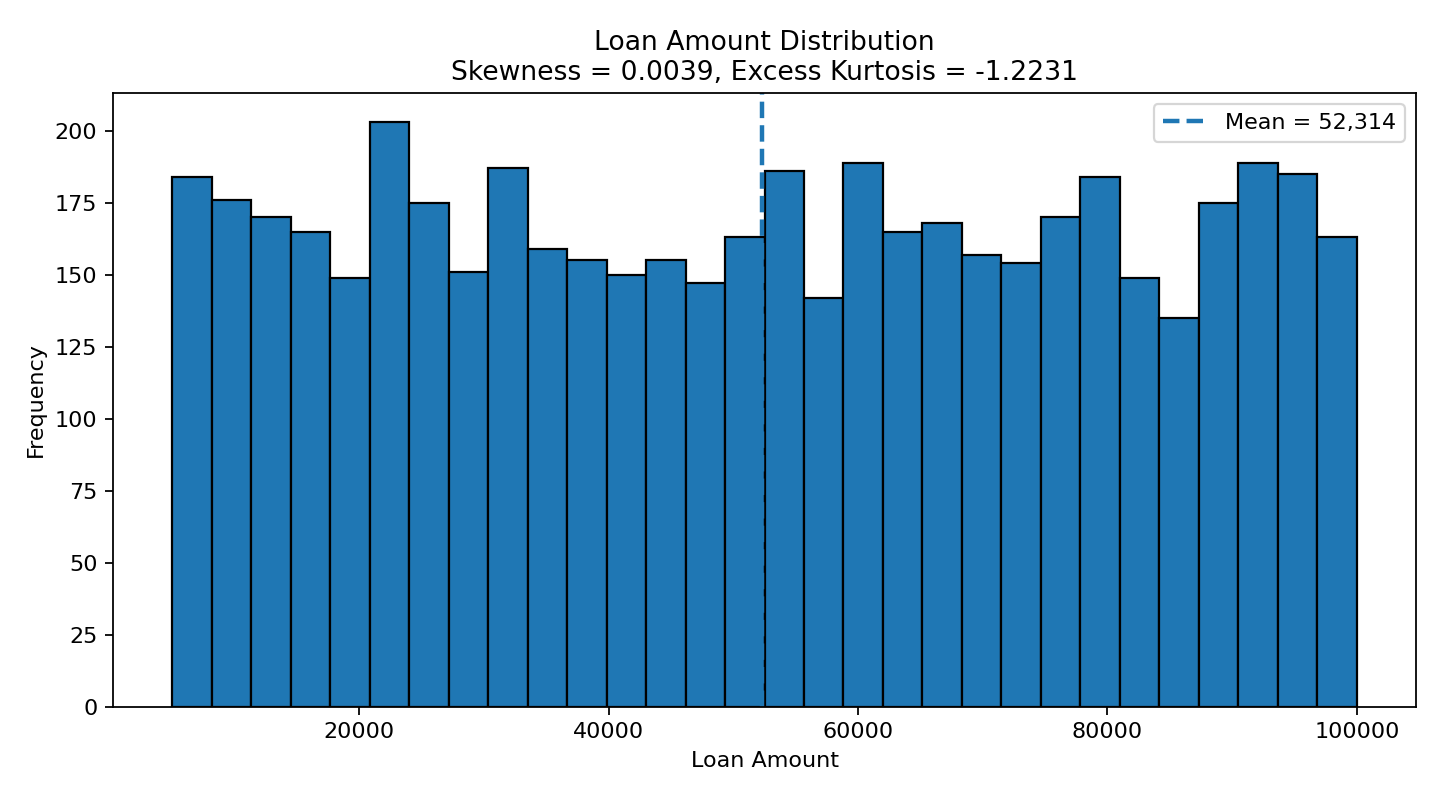 Loan Amount Distribution
Skewness = 0.0039, Excess Kurtosis = -1.2231
Mean = 52,314
Frequency
200
175
150
125
100
75
50
25
0
20000
40000
60000
80000
100000
Loan Amount